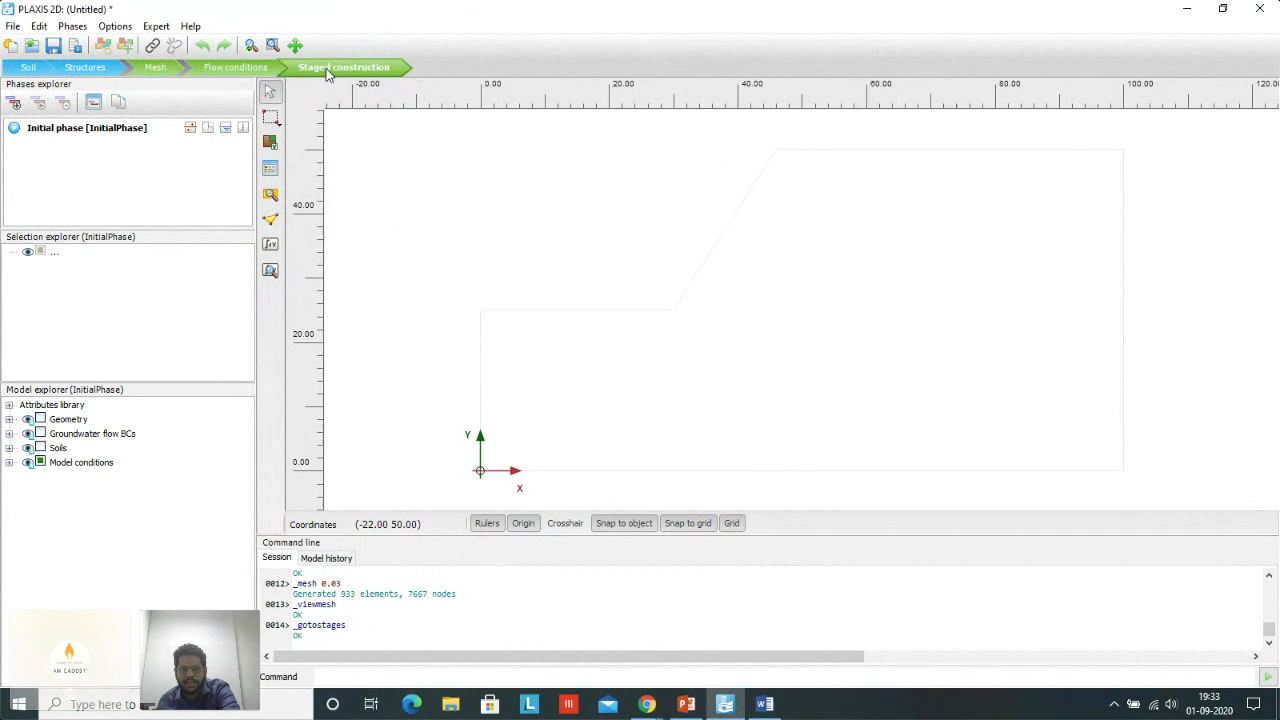 PLAXIS 2D: (Untitled) *
File Edit Phases Options Expert Help
Soil Structures Mesh Flow conditions Staged construction
Phases explorer
Initial phase [InitialPhase]
Selection explorer (InitialPhase)
...
Model explorer (InitialPhase)
Attributes library
Geometry
Groundwater flow BCs
Soils
Model conditions
-20.00 0.00 20.00 40.00 60.00 80.00 100.00 120.0
40.00
20.00
0.00
Y
X
Coordinates (-22.00 50.00) Rulers Origin Crosshair Snap to object Snap to grid Grid
Command line
Session Model history
OK
0012> _mesh 0.03
Generated 933 elements, 7667 nodes
0013> _viewmesh
OK
0014> _gotostages
OK
Command
AM CADDSY
Type here to
19:33
01-09-2020